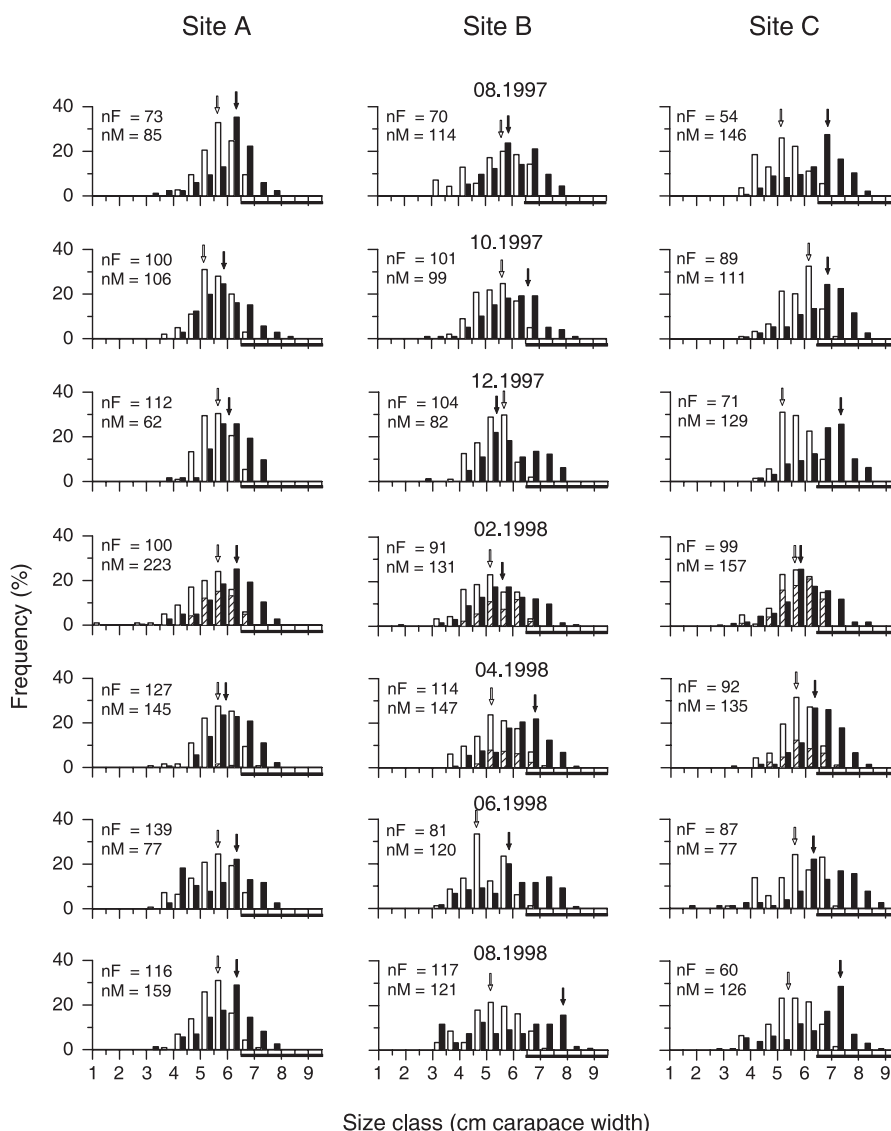 Site A Site B Site C
08.1997
40
20
0
nF = 73
nM = 85
nF = 70
nM = 114
nF = 54
nM = 146
10.1997
40
20
0
nF = 100
nM = 106
nF = 101
nM = 99
nF = 89
nM = 111
12.1997
40
20
0
nF = 112
nM = 62
nF = 104
nM = 82
nF = 71
nM = 129
02.1998
40
20
0
nF = 100
nM = 223
nF = 91
nM = 131
nF = 99
nM = 157
04.1998
40
20
0
nF = 127
nM = 145
nF = 114
nM = 147
nF = 92
nM = 135
06.1998
40
20
0
nF = 139
nM = 77
nF = 81
nM = 120
nF = 87
nM = 77
08.1998
40
20
0
nF = 116
nM = 159
nF = 117
nM = 121
nF = 60
nM = 126
Frequency (%)
1 2 3 4 5 6 7 8 9 1 2 3 4 5 6 7 8 9 1 2 3 4 5 6 7 8 9
Size class (cm carapace width)